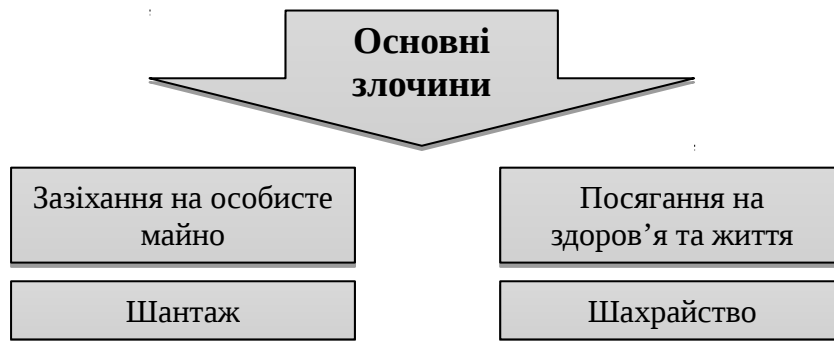 Основні
злочини
Зазіхання на особисте
майно
Посягання на
здоров’я та життя
Шантаж
Шахрайство